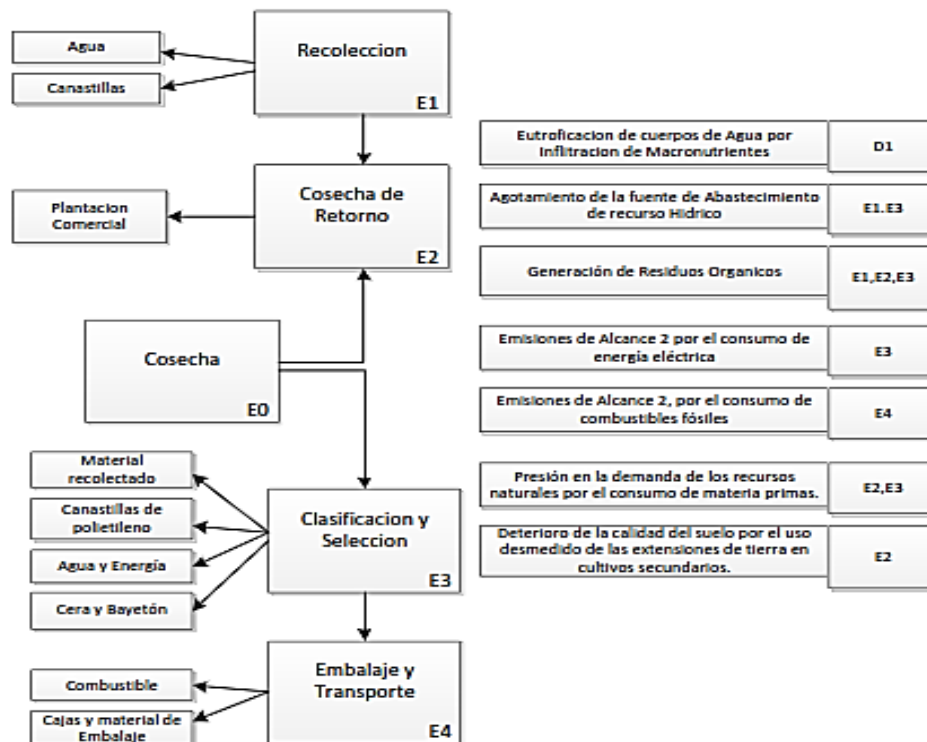 Recoleccion
E1
Agua
Canastillas
Cosecha de
Retorno
E2
Plantacion
Comercial
Cosecha
E0
Material
recolectado
Canastillas de
polietileno
Agua y Energía
Cera y Bayetón
Clasificacion y
Seleccion
E3
Combustible
Cajas y material de
Embalaje
Embalaje y
Transporte
E4
Eutroficacion de cuerpos de Agua por
Inflitracion de Macronutrientes
D1
Agotamiento de la fuente de Abastecimiento
de recurso Hidrico
E1.E3
Generación de Residuos Organicos
E1,E2,E3
Emisiones de Alcance 2 por el consumo de
energía eléctrica
E3
Emisiones de Alcance 2, por el consumo de
combustibles fósiles
E4
Presión en la demanda de los recursos
naturales por el consumo de materia primas.
E2,E3
Deterioro de la calidad del suelo por el uso
desmedido de las extensiones de tierra en
cultivos secundarios.
E2